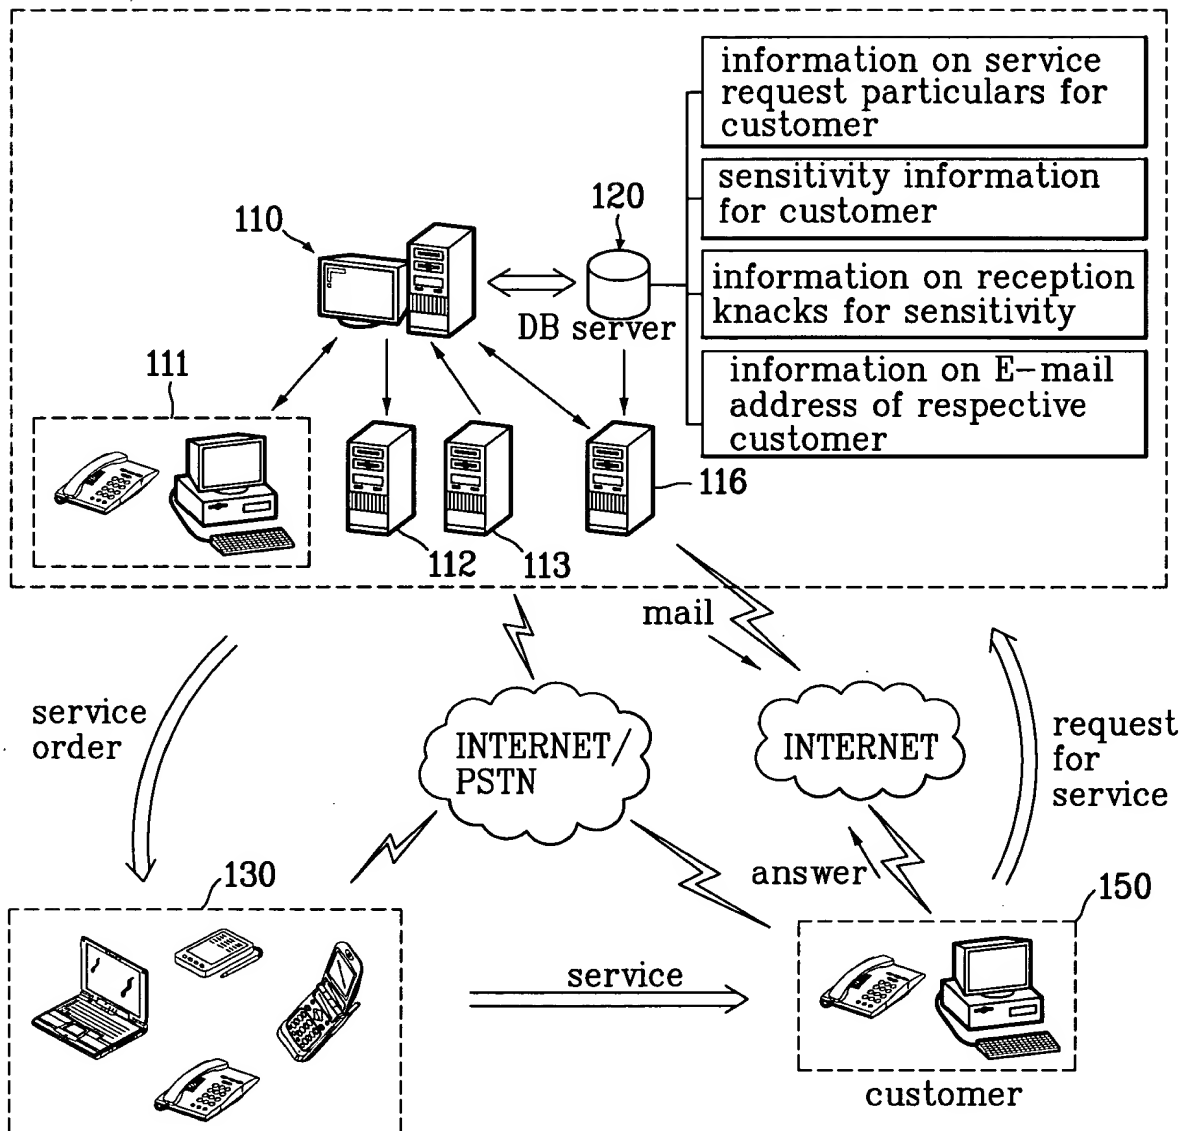 information on service
request particulars for
customer
sensitivity information
for customer
information on reception
knacks for sensitivity
information on E-mail
address of respective
customer
110
120
DB server
111
112
113
116
mail
service
order
INTERNET/
PSTN
INTERNET
request
for
service
answer
130
150
service
customer